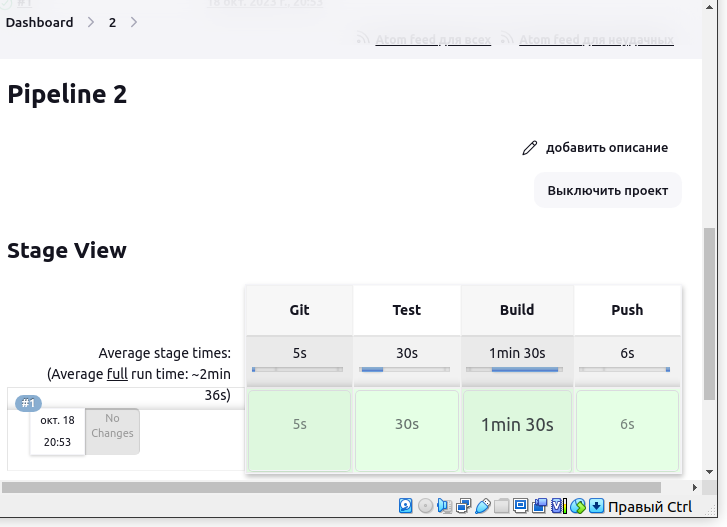 #1
16 окт. 2023 г., 20:53
Dashboard
2
Atom feed для всех
Atom feed для неудачных
Pipeline 2
добавить описание
Выключить проект
Stage View
Git
Test
Build
Push
Average stage times:
(Average full run time: ~2min
36s)
5s
30s
1min 30s
6s
#1
окт. 18
20:53
No
Changes
5s
30s
1min 30s
6s
Правый Ctrl